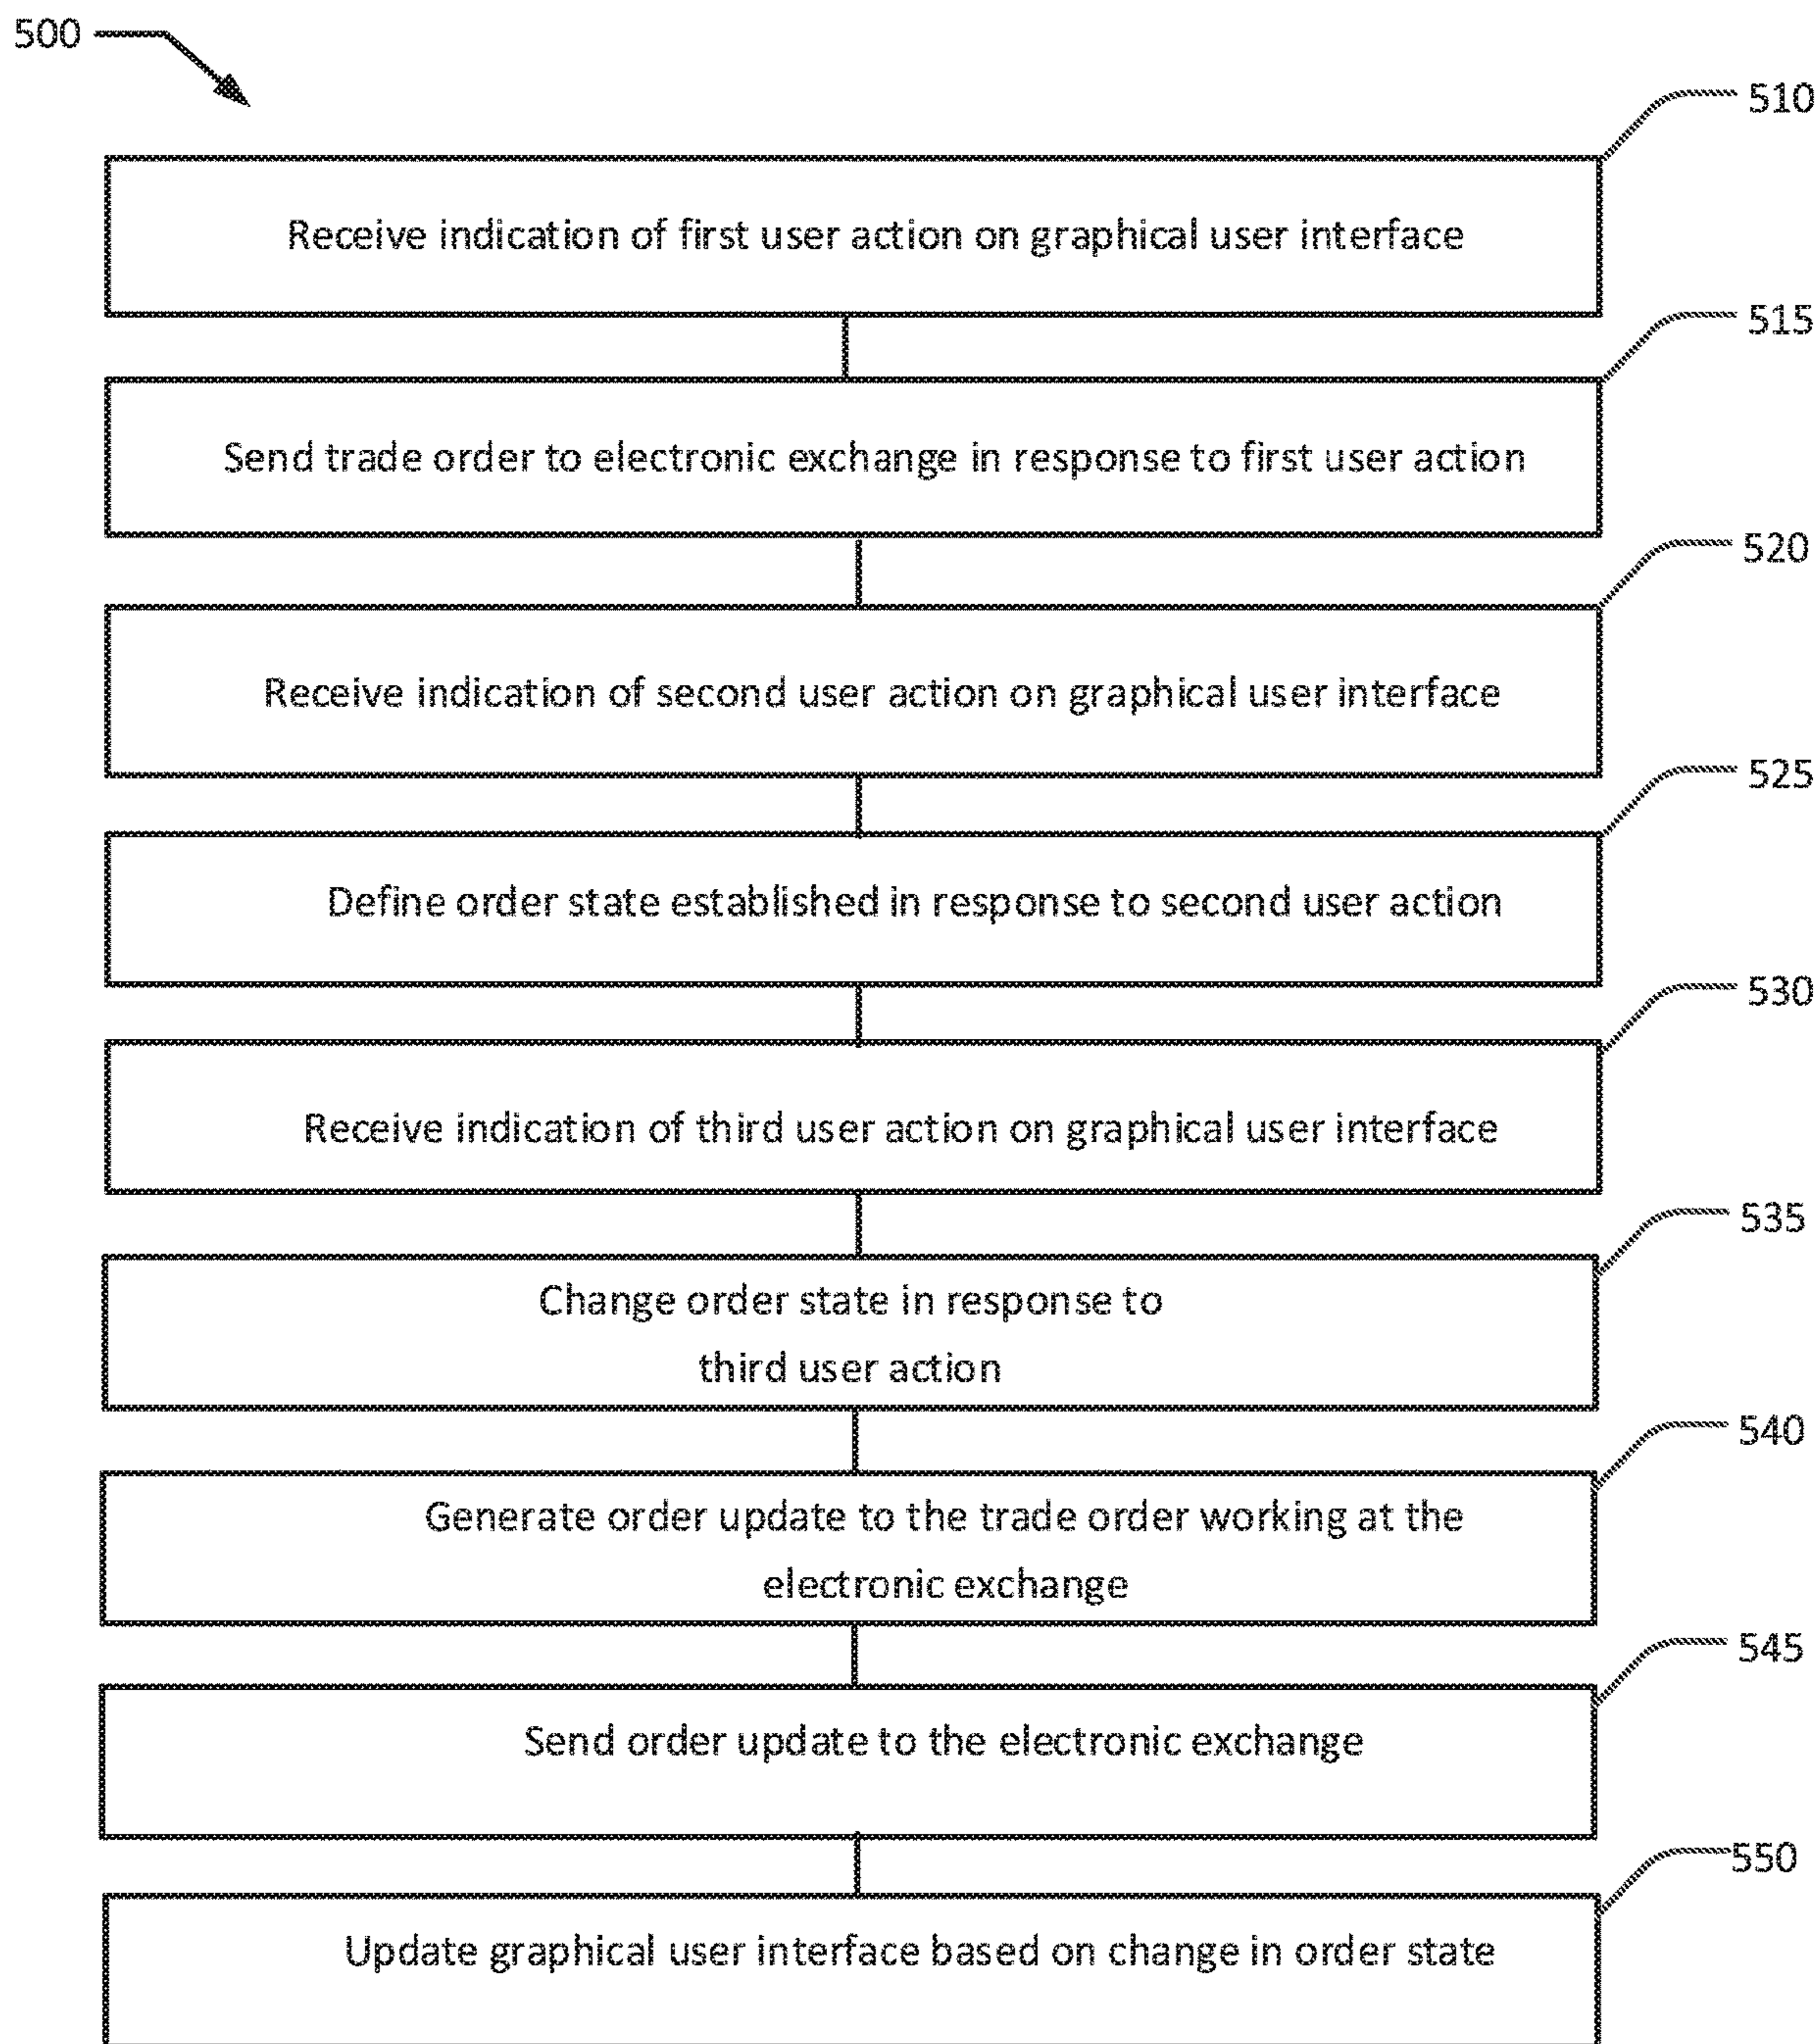 500
510
Receive indication of first user action on graphical user interface
515
Send trade order to electronic exchange in response to first user action
520
Receive indication of second user action on graphical user interface
525
Define order state established in response to second user action
530
Receive indication of third user action on graphical user interface
535
Change order state in response to
third user action
540
Generate order update to the trade order working at the
electronic exchange
545
Send order update to the electronic exchange
550
Update graphical user interface based on change in order state